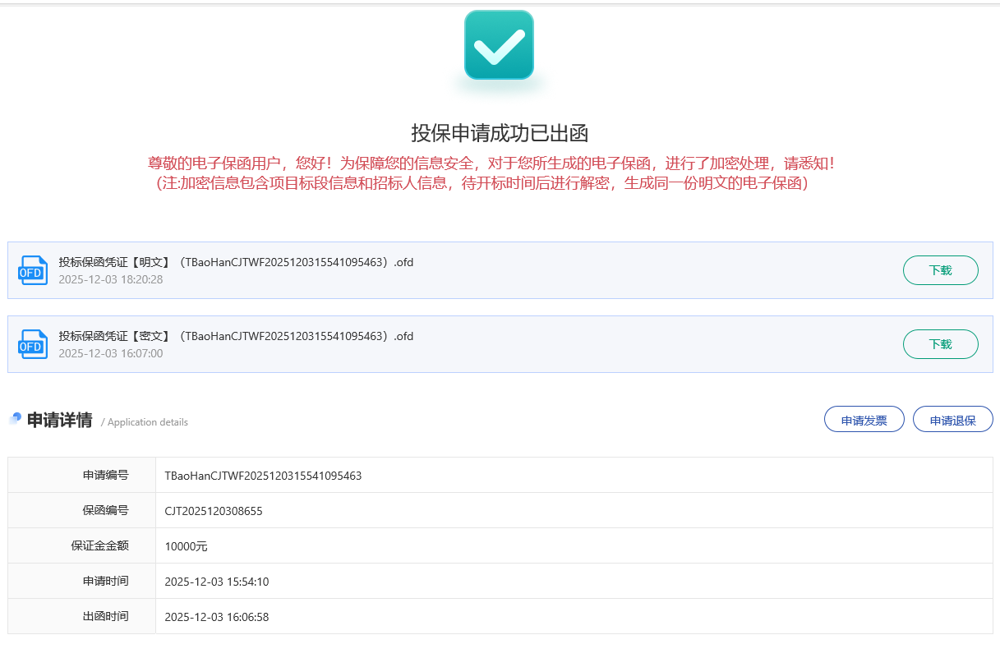 投保申请成功已出函
尊敬的电子保函用户，您好！为保障您的信息安全，对于您所生成的电子保函，进行了加密处理，请悉知！
（注:加密信息包含项目标段信息和招标人信息，待开标时间后进行解密，生成同一份明文的电子保函）
OFD
投标保函凭证【明文】（TBaoHanCJTWF2025120315541095463）.ofd
2025-12-03 18:20:28
下载
OFD
投标保函凭证【密文】（TBaoHanCJTWF2025120315541095463）.ofd
2025-12-03 16:07:00
下载
申请详情 / Application details
申请发票 申请退保
申请编号 TBaoHanCJTWF2025120315541095463
保函编号 CJT2025120308655
保证金金额 10000元
申请时间 2025-12-03 15:54:10
出函时间 2025-12-03 16:06:58